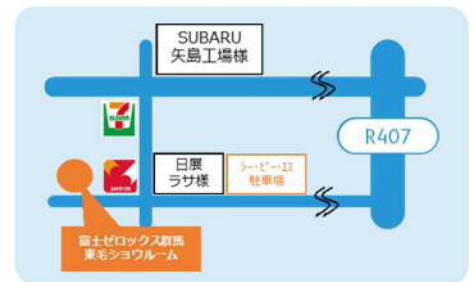 SUBARU
矢島工場様
ELEVEN
R407
日展
ラサ様
シー・ピー・エス
駐車場
富士ゼロックス群馬
東毛ショウルーム